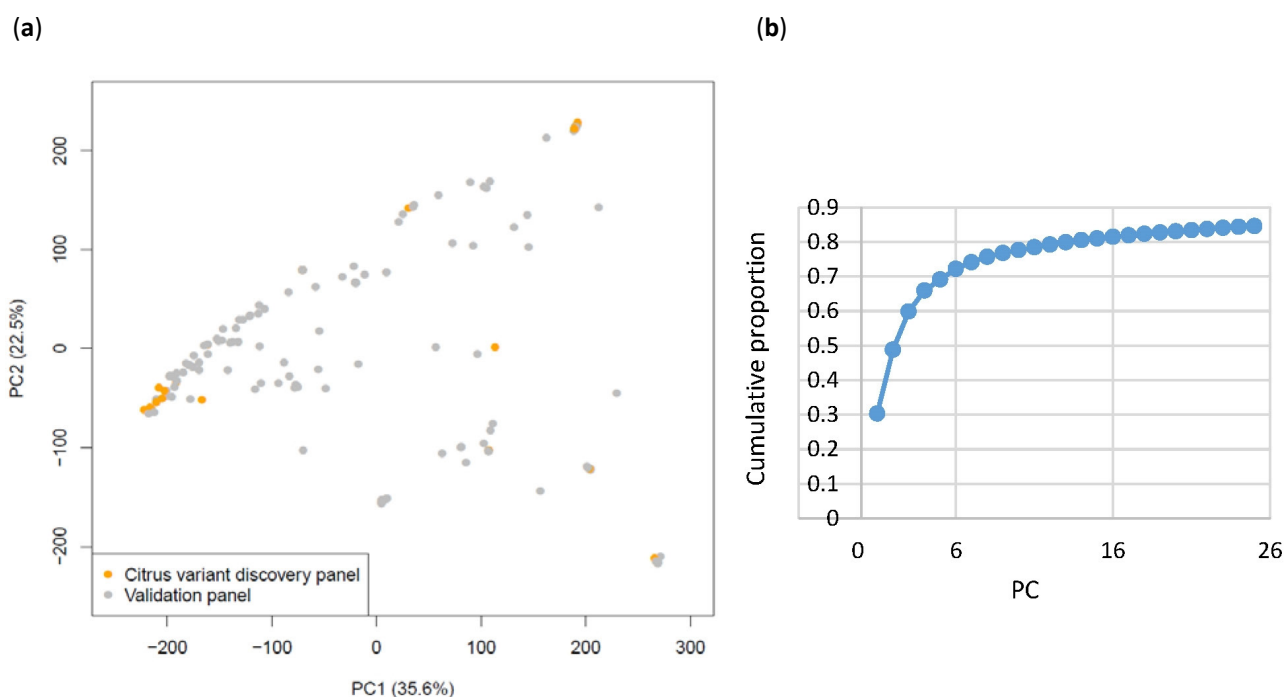 (a)
(b)
200
100
0
−100
−200
PC2 (22.5%)
Citrus variant discovery panel
Validation panel
−200 −100 0 100 200 300
PC1 (35.6%)
0.9
0.8
0.7
0.6
0.5
0.4
0.3
0.2
0.1
0
Cumulative proportion
0 6 16 26
PC